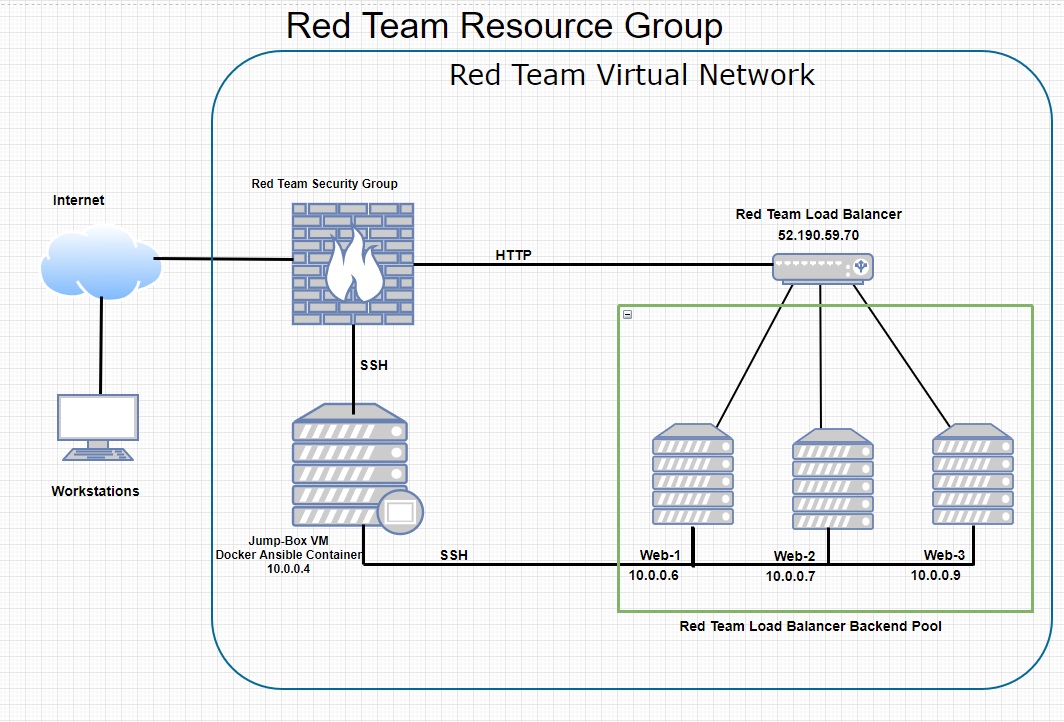 Red Team Resource Group
Red Team Virtual Network
Red Team Security Group
Internet
Red Team Load Balancer
52.190.59.70
HTTP
SSH
Workstations
Jump-Box VM
Docker Ansible Container
10.0.0.4
SSH
Web-1
10.0.0.6
Web-2
10.0.0.7
Web-3
10.0.0.9
Red Team Load Balancer Backend Pool